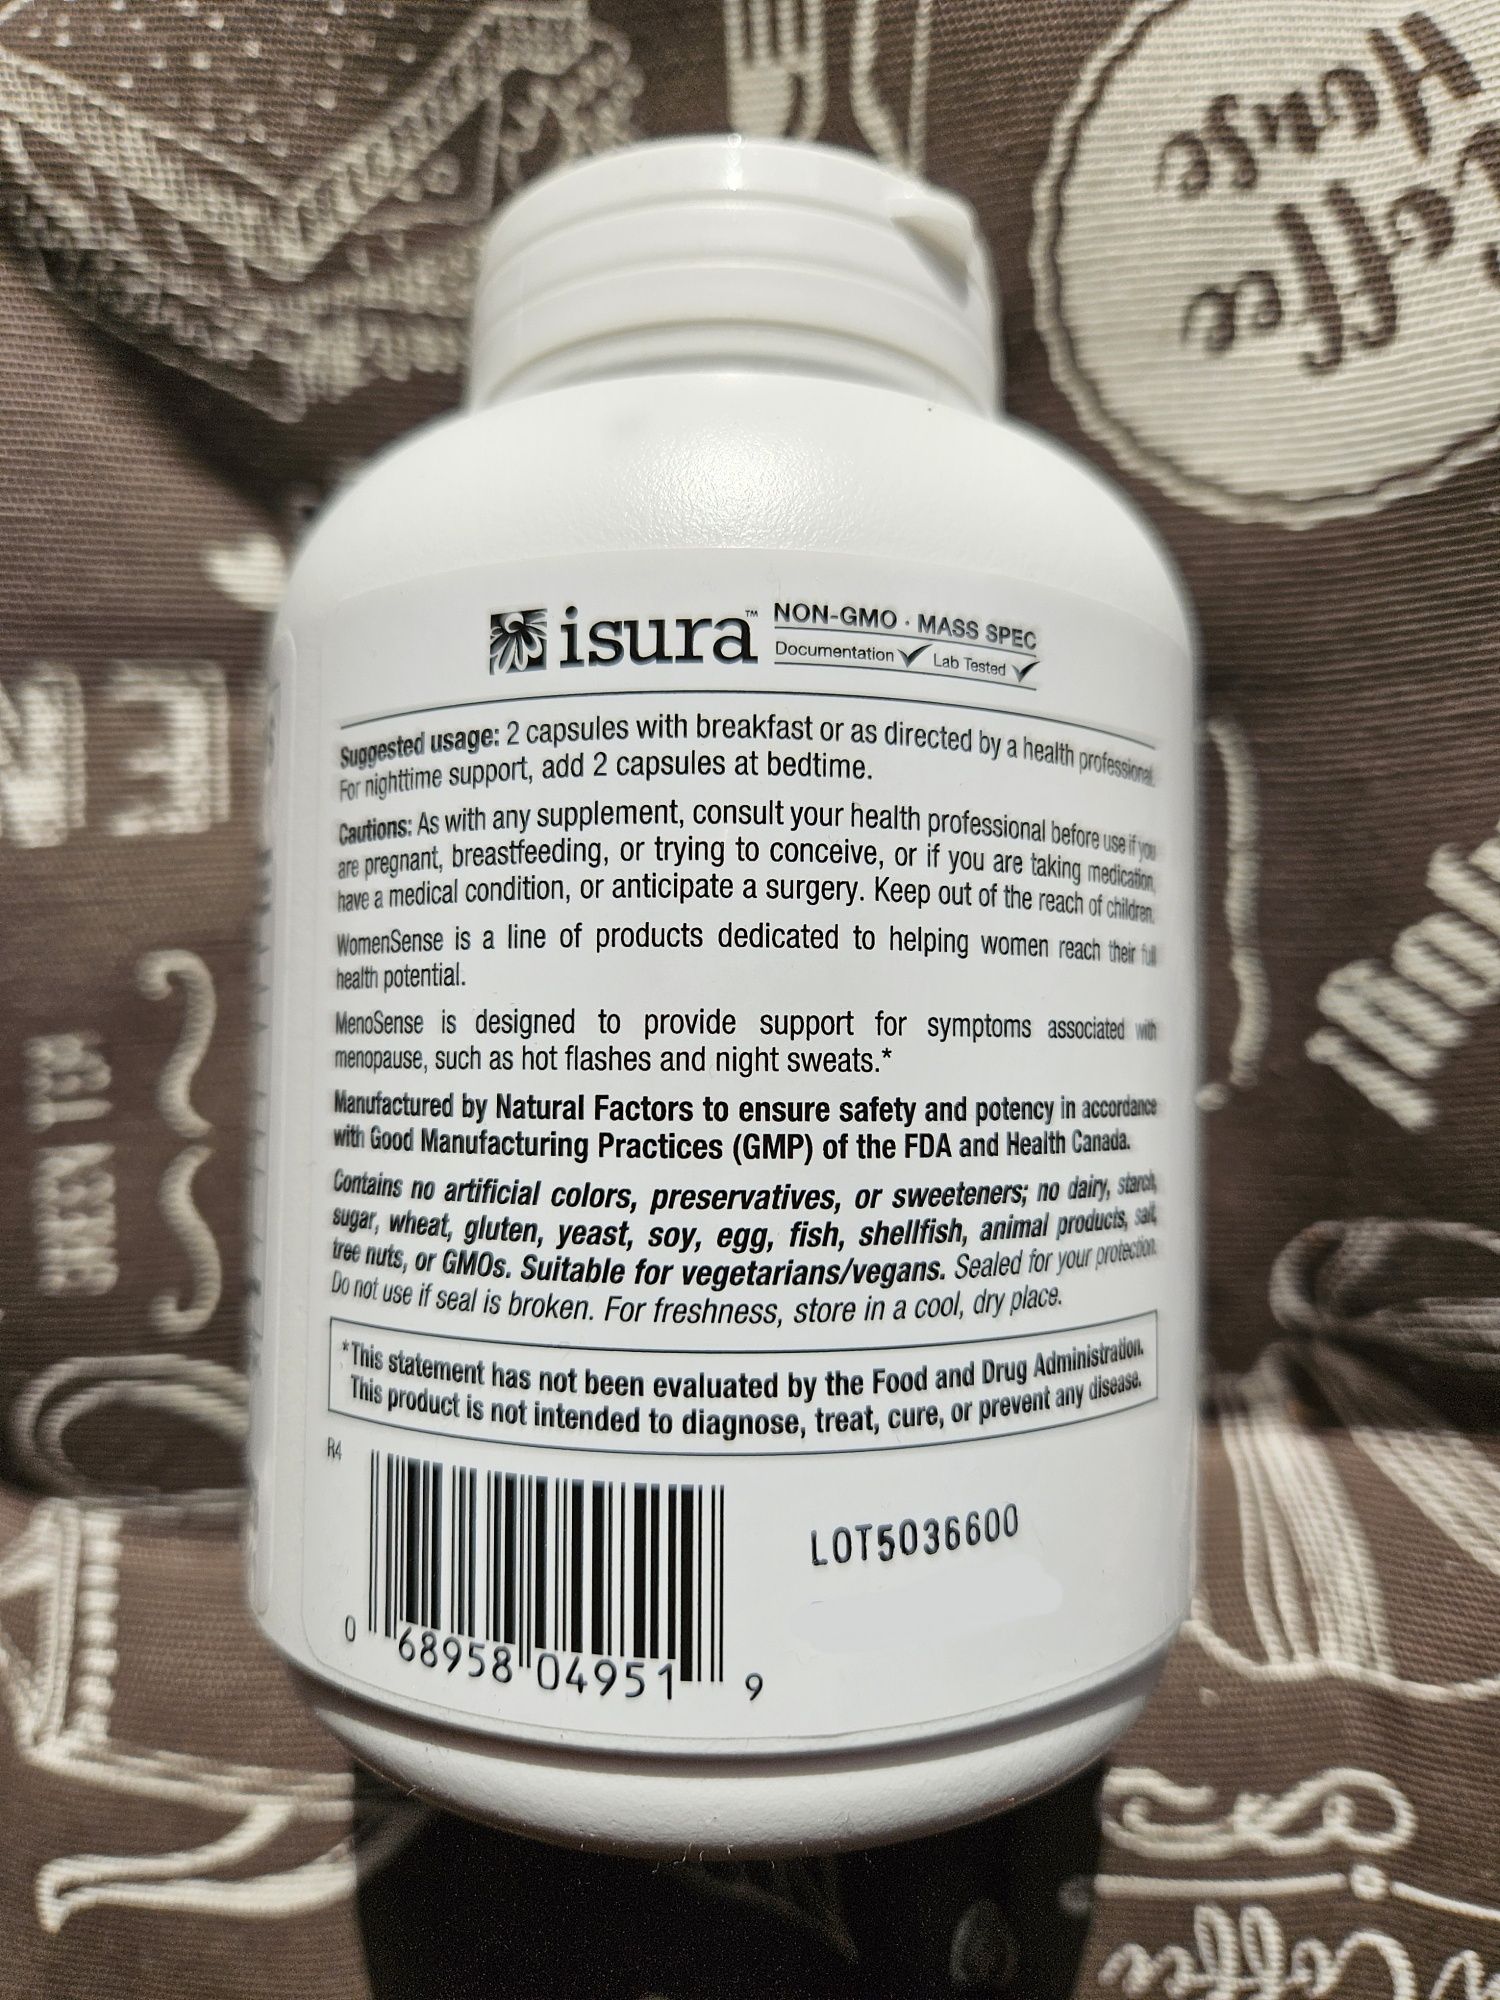 Coffee
House
isura™ NON-GMO · MASS SPEC
Documentation ✓ Lab Tested ✓
Suggested usage: 2 capsules with breakfast or as directed by a health professional.
For nighttime support, add 2 capsules at bedtime.
Cautions: As with any supplement, consult your health professional before use if you
are pregnant, breastfeeding, or trying to conceive, or if you are taking medication,
have a medical condition, or anticipate a surgery. Keep out of the reach of children.
WomenSense is a line of products dedicated to helping women reach their full
health potential.
MenoSense is designed to provide support for symptoms associated with
menopause, such as hot flashes and night sweats.*
Manufactured by Natural Factors to ensure safety and potency in accordance
with Good Manufacturing Practices (GMP) of the FDA and Health Canada.
Contains no artificial colors, preservatives, or sweeteners; no dairy, starch,
sugar, wheat, gluten, yeast, soy, egg, fish, shellfish, animal products, salt,
tree nuts, or GMOs. Suitable for vegetarians/vegans. Sealed for your protection.
Do not use if seal is broken. For freshness, store in a cool, dry place.
*This statement has not been evaluated by the Food and Drug Administration.
This product is not intended to diagnose, treat, cure, or prevent any disease.
R4
LOT5036600
0 68958 04951 9
Coffee